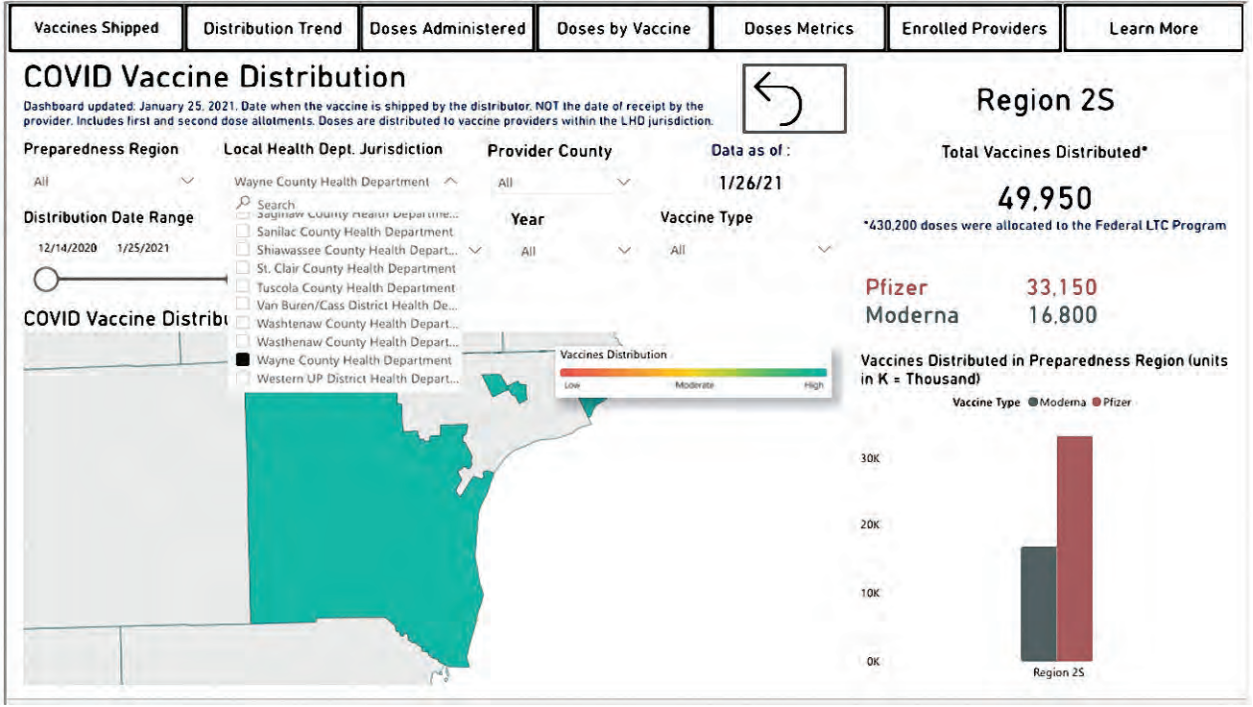 Vaccines Shipped
Distribution Trend
Doses Administered
Doses by Vaccine
Doses Metrics
Enrolled Providers
Learn More
COVID Vaccine Distribution
Dashboard updated: January 25, 2021. Date when the vaccine is shipped by the distributor. NOT the date of receipt by the
provider. Includes first and second dose allotments. Doses are distributed to vaccine providers within the LHD jurisdiction.
Preparedness Region
All
Local Health Dept. Jurisdiction
Wayne County Health Department
Provider County
All
Data as of :
1/26/21
Distribution Date Range
12/14/2020 1/25/2021
Search
Saginaw County Health Departme...
Sanilac County Health Department
Shiawassee County Health Depart...
St. Clair County Health Department
Tuscola County Health Department
Van Buren/Cass District Health De...
Washtenaw County Health Depart...
Wasthenaw County Health Depart...
Wayne County Health Department
Western UP District Health Depart...
Year
All
Vaccine Type
All
COVID Vaccine Distribu
Vaccines Distribution
Low Moderate High
Region 2S
Total Vaccines Distributed*
49,950
*430,200 doses were allocated to the Federal LTC Program
Pfizer 33,150
Moderna 16,800
Vaccines Distributed in Preparedness Region (units
in K = Thousand)
Vaccine Type Moderna Pfizer
30K
20K
10K
0K
Region 2S